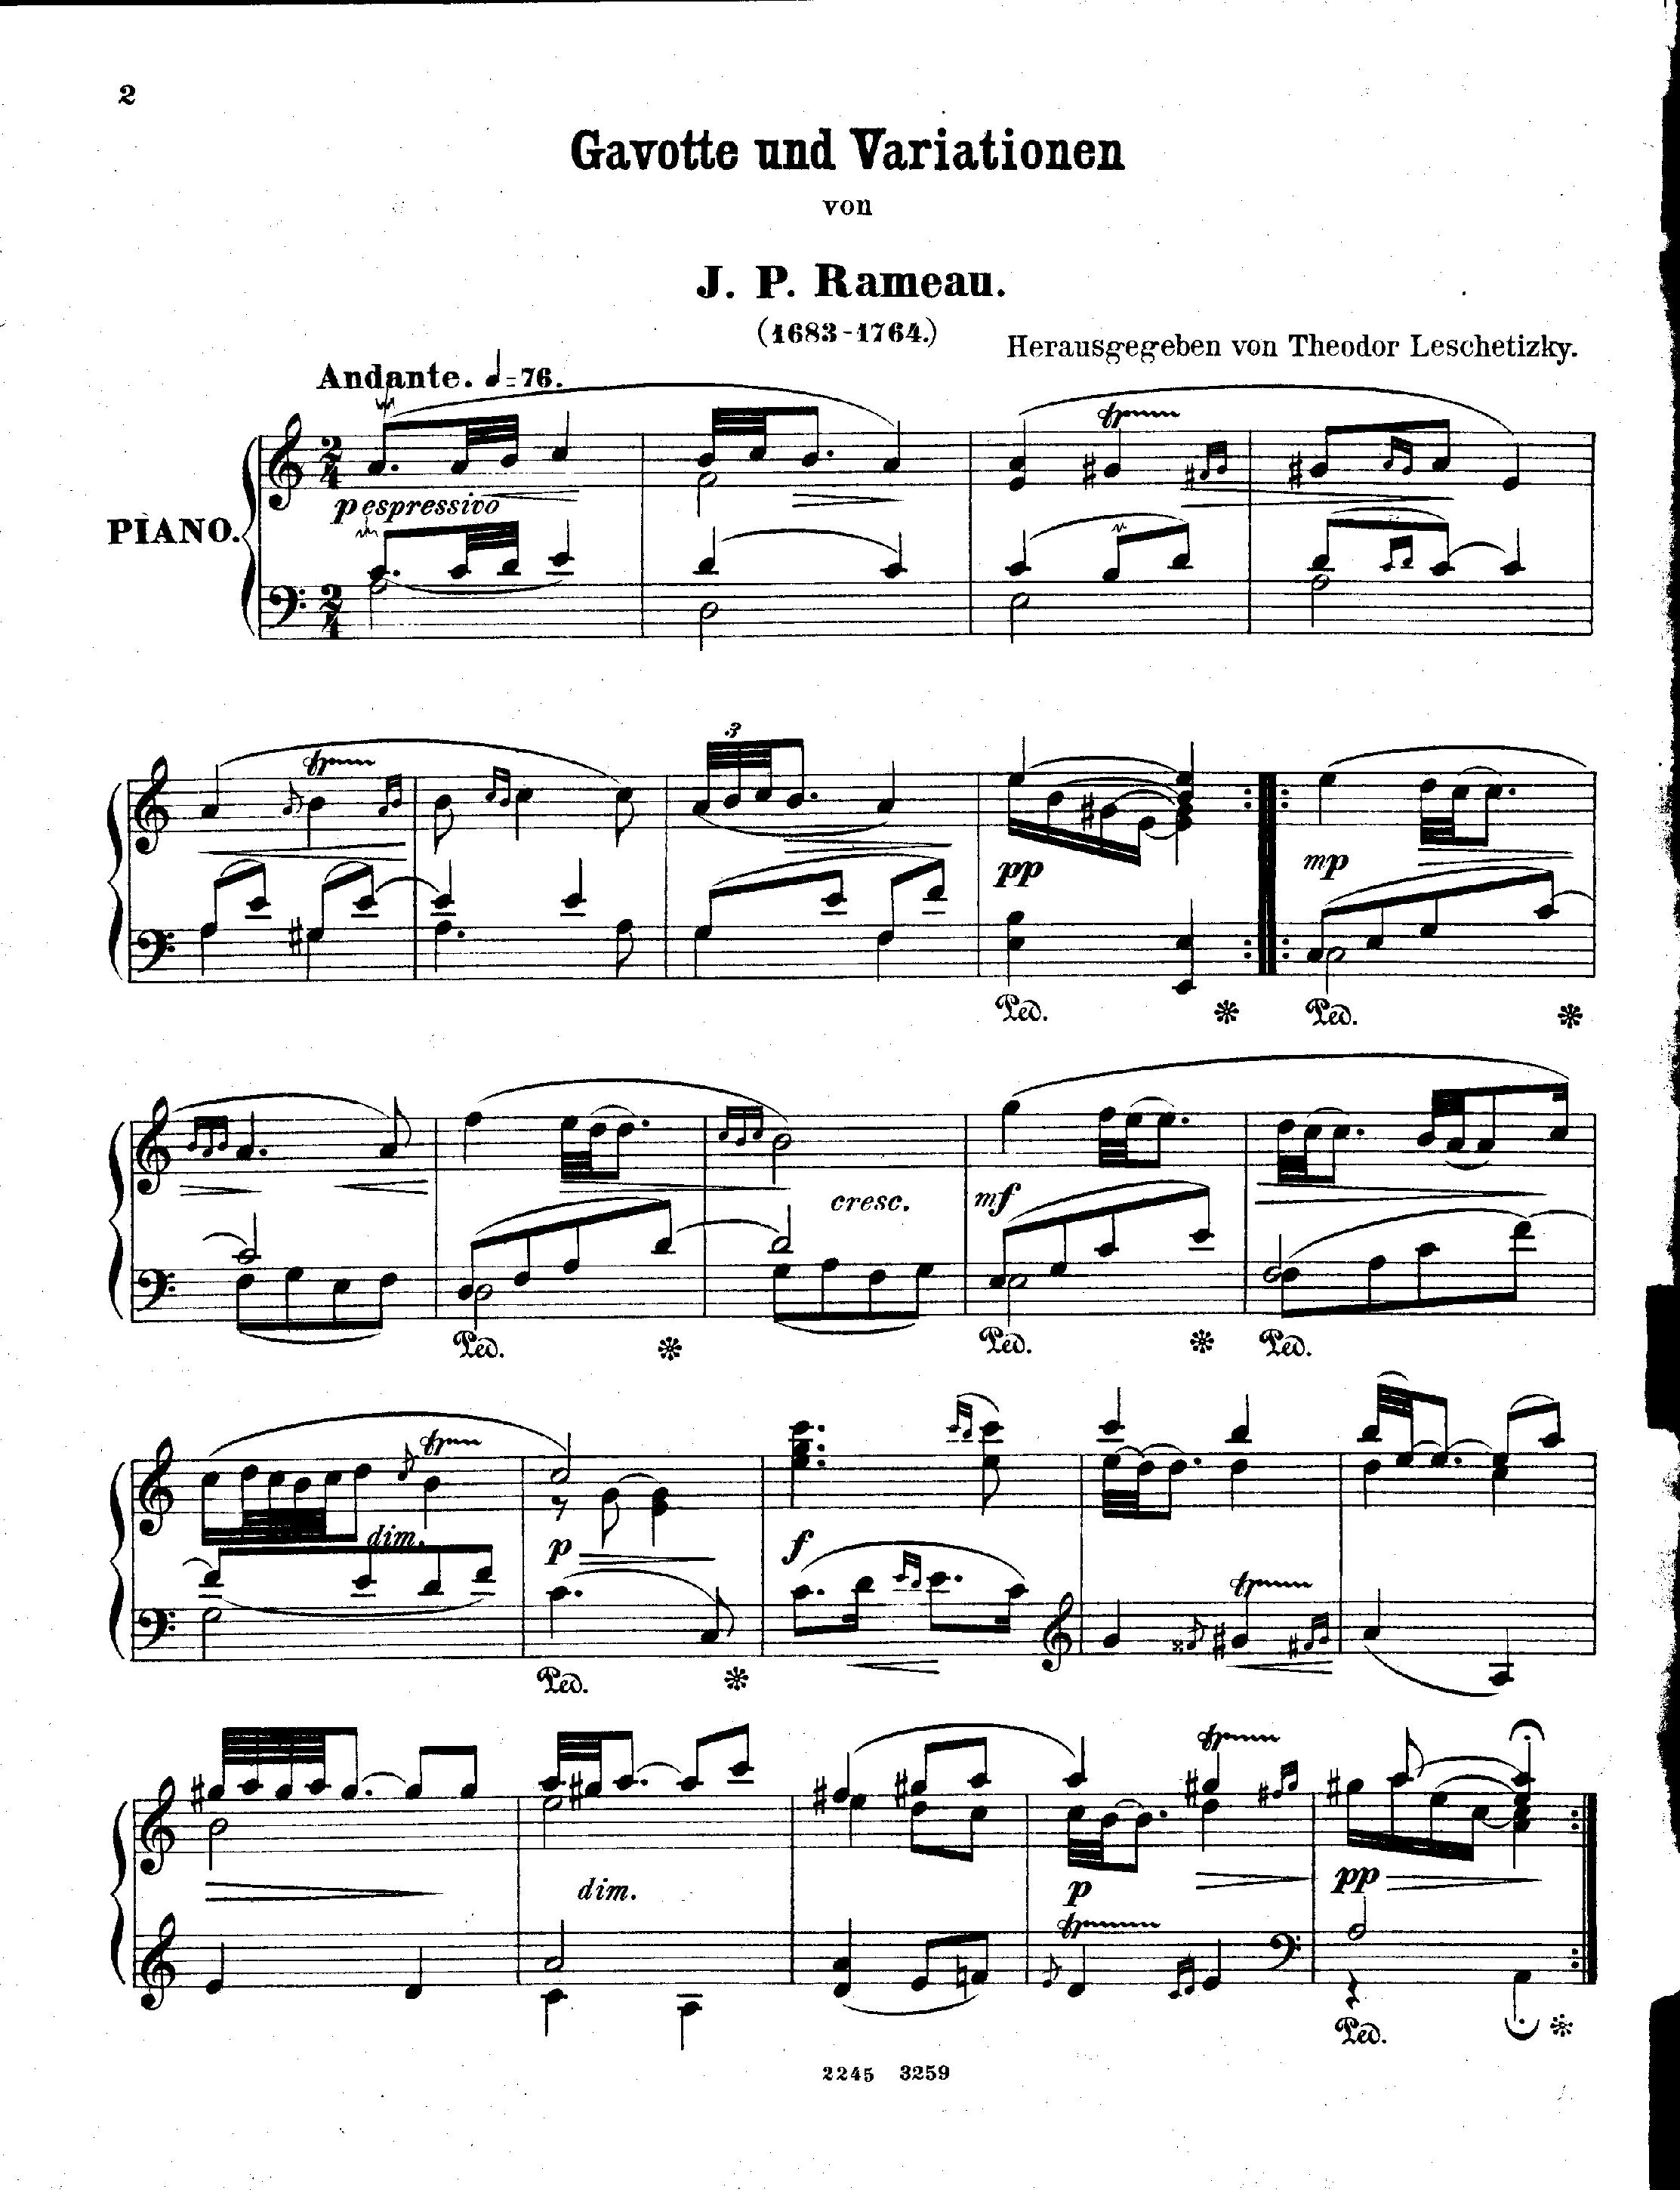 2
Gavotte und Variationen
von
J. P. Rameau.
(1683-1764.)
Herausgegeben von Theodor Leschetizky.
Andante. ♩=76.
PIANO.
p espressivo
3
pp
mp
Ped.
Ped.
cresc.
mf
Ped.
Ped.
Ped.
dim.
p
f
Ped.
dim.
p
pp
Ped.
2245 3259